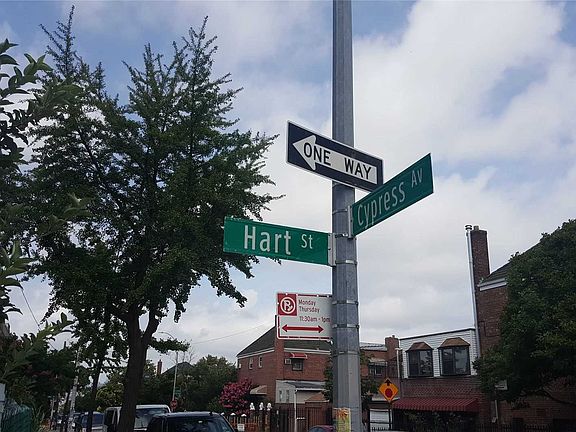 ONE WAY
Cypress Av
Hart St
Monday
Thursday
11:30am - 1pm